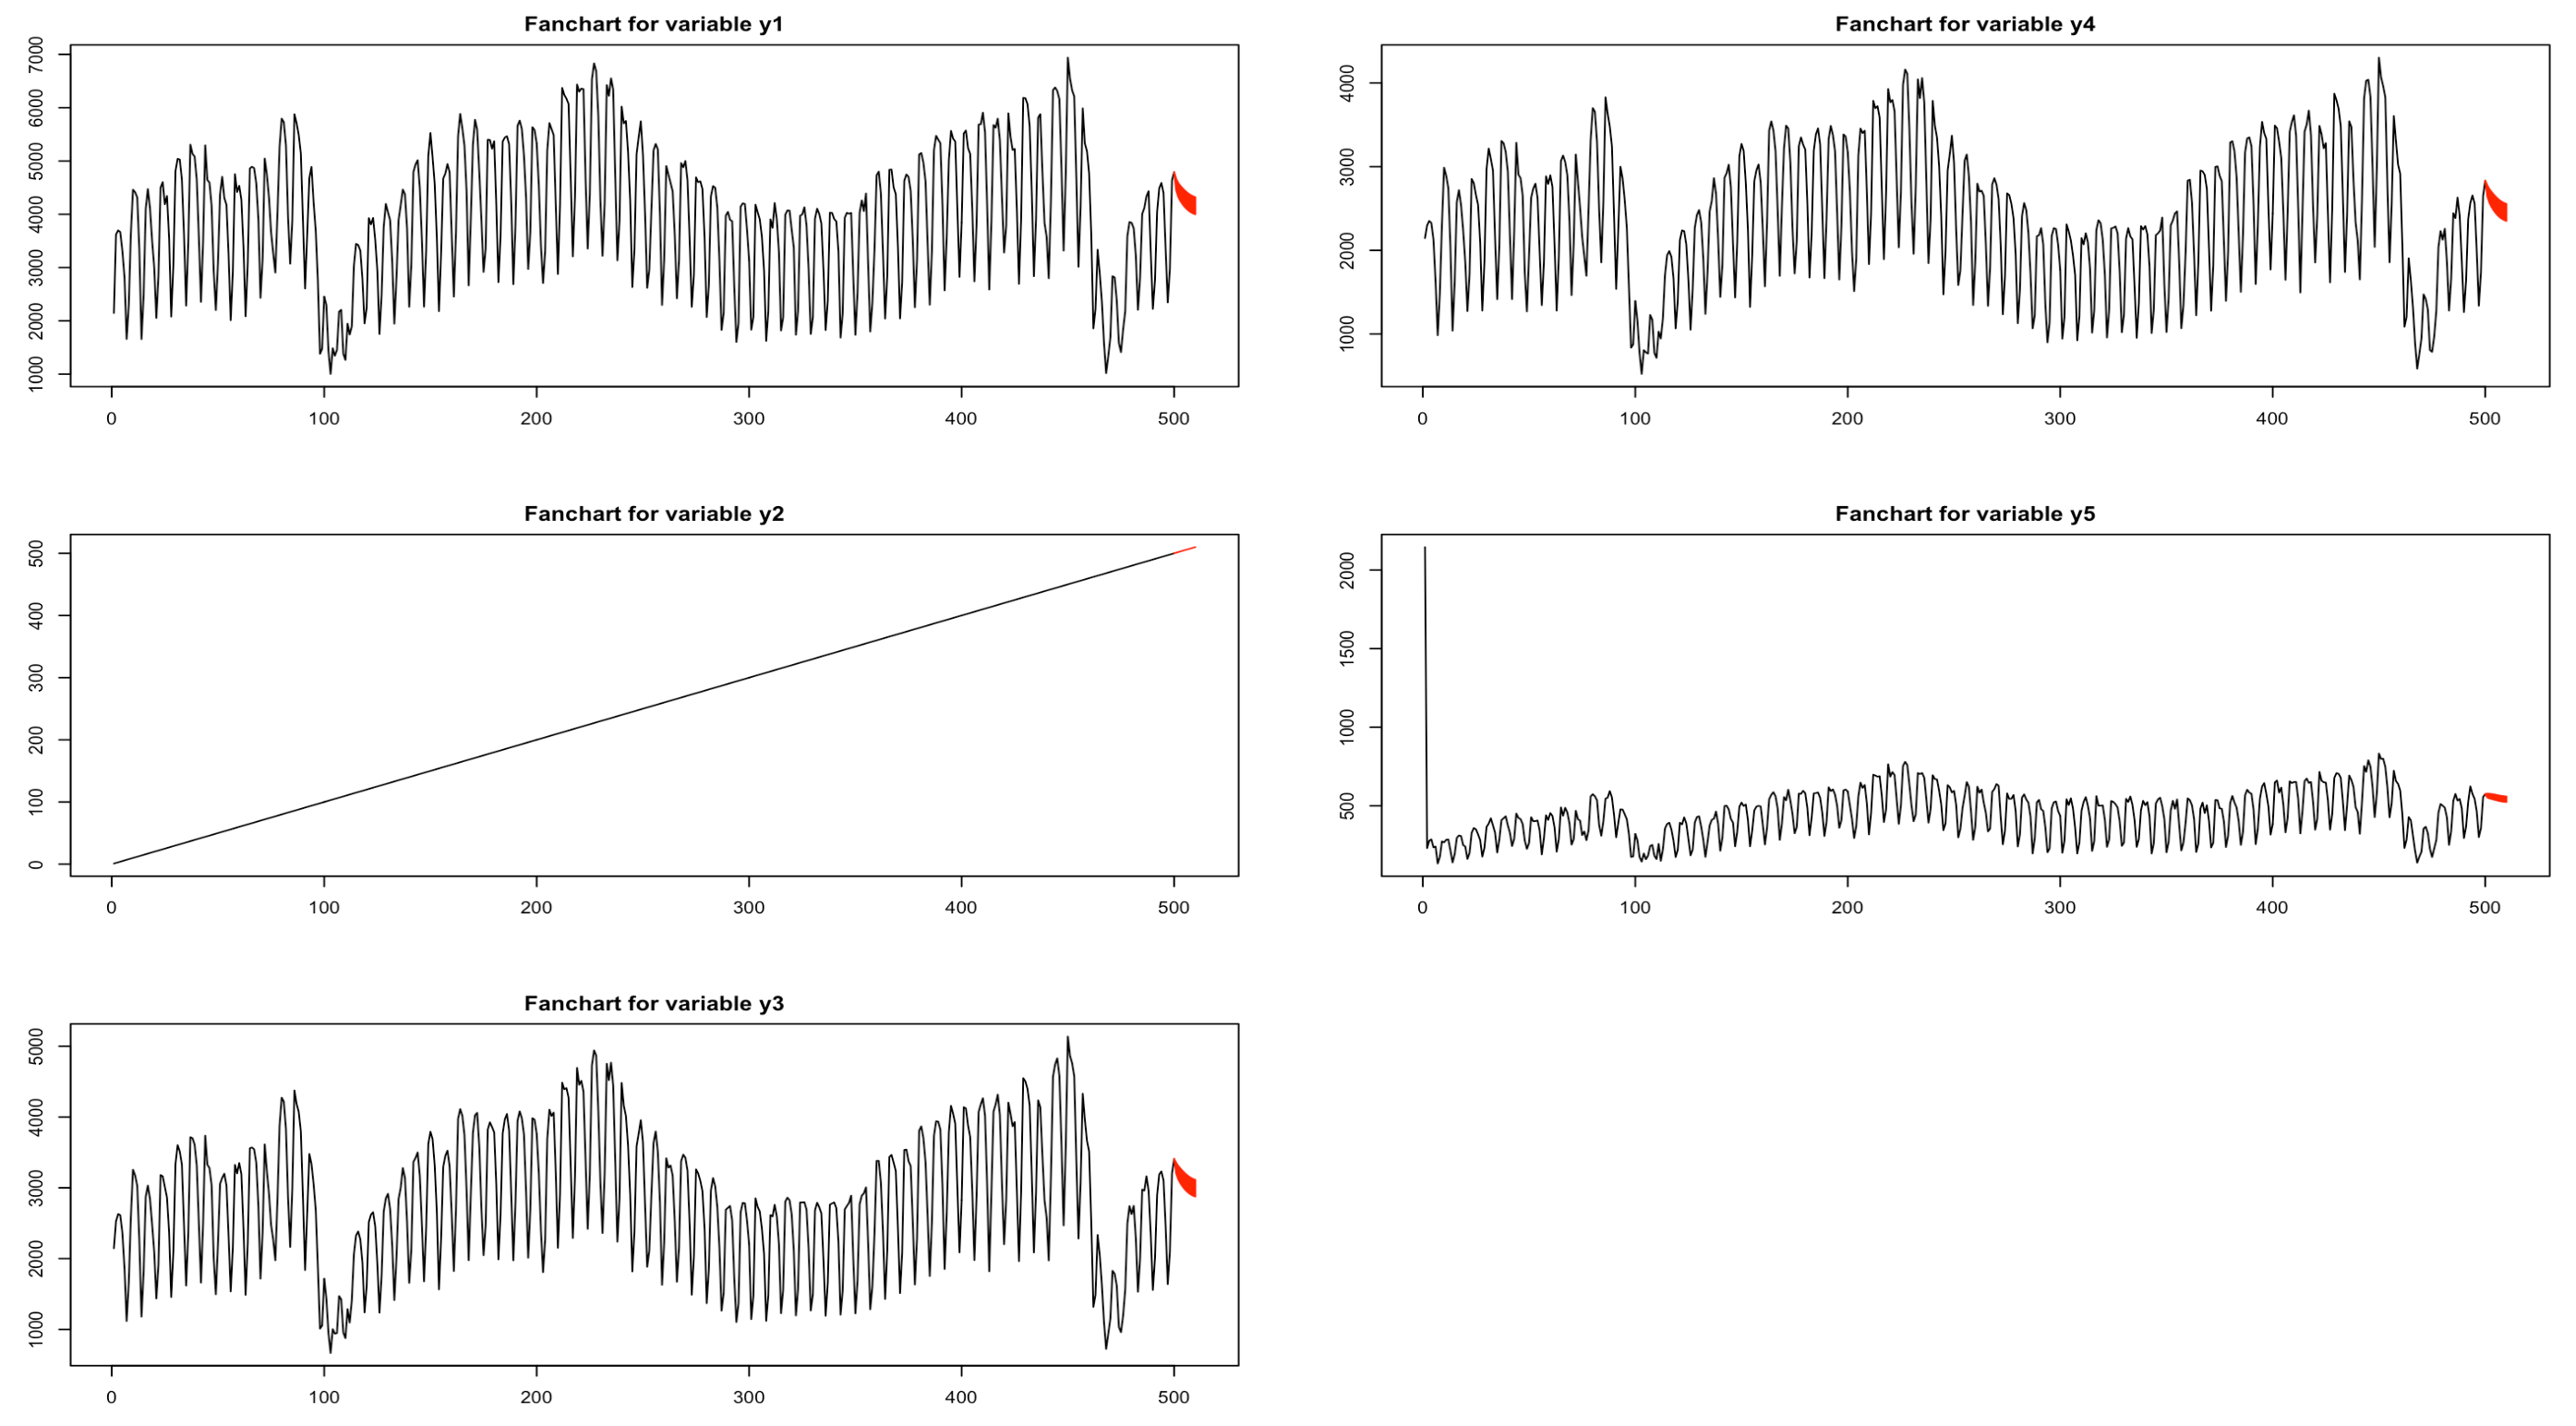 Fanchart for variable y1
7000
6000
5000
4000
3000
2000
1000
0 100 200 300 400 500
Fanchart for variable y4
4000
3000
2000
1000
0 100 200 300 400 500
Fanchart for variable y2
500
400
300
200
100
0
0 100 200 300 400 500
Fanchart for variable y5
2000
1500
1000
500
0 100 200 300 400 500
Fanchart for variable y3
5000
4000
3000
2000
1000
0 100 200 300 400 500